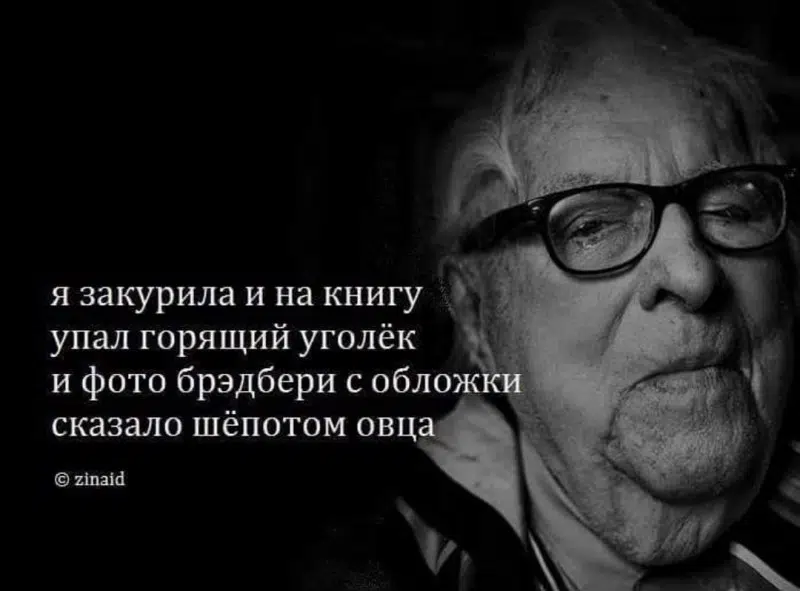 я закурила и на книгу
упал горящий уголёк
и фото брэдбери с обложки
сказало шёпотом овца
© zinaid